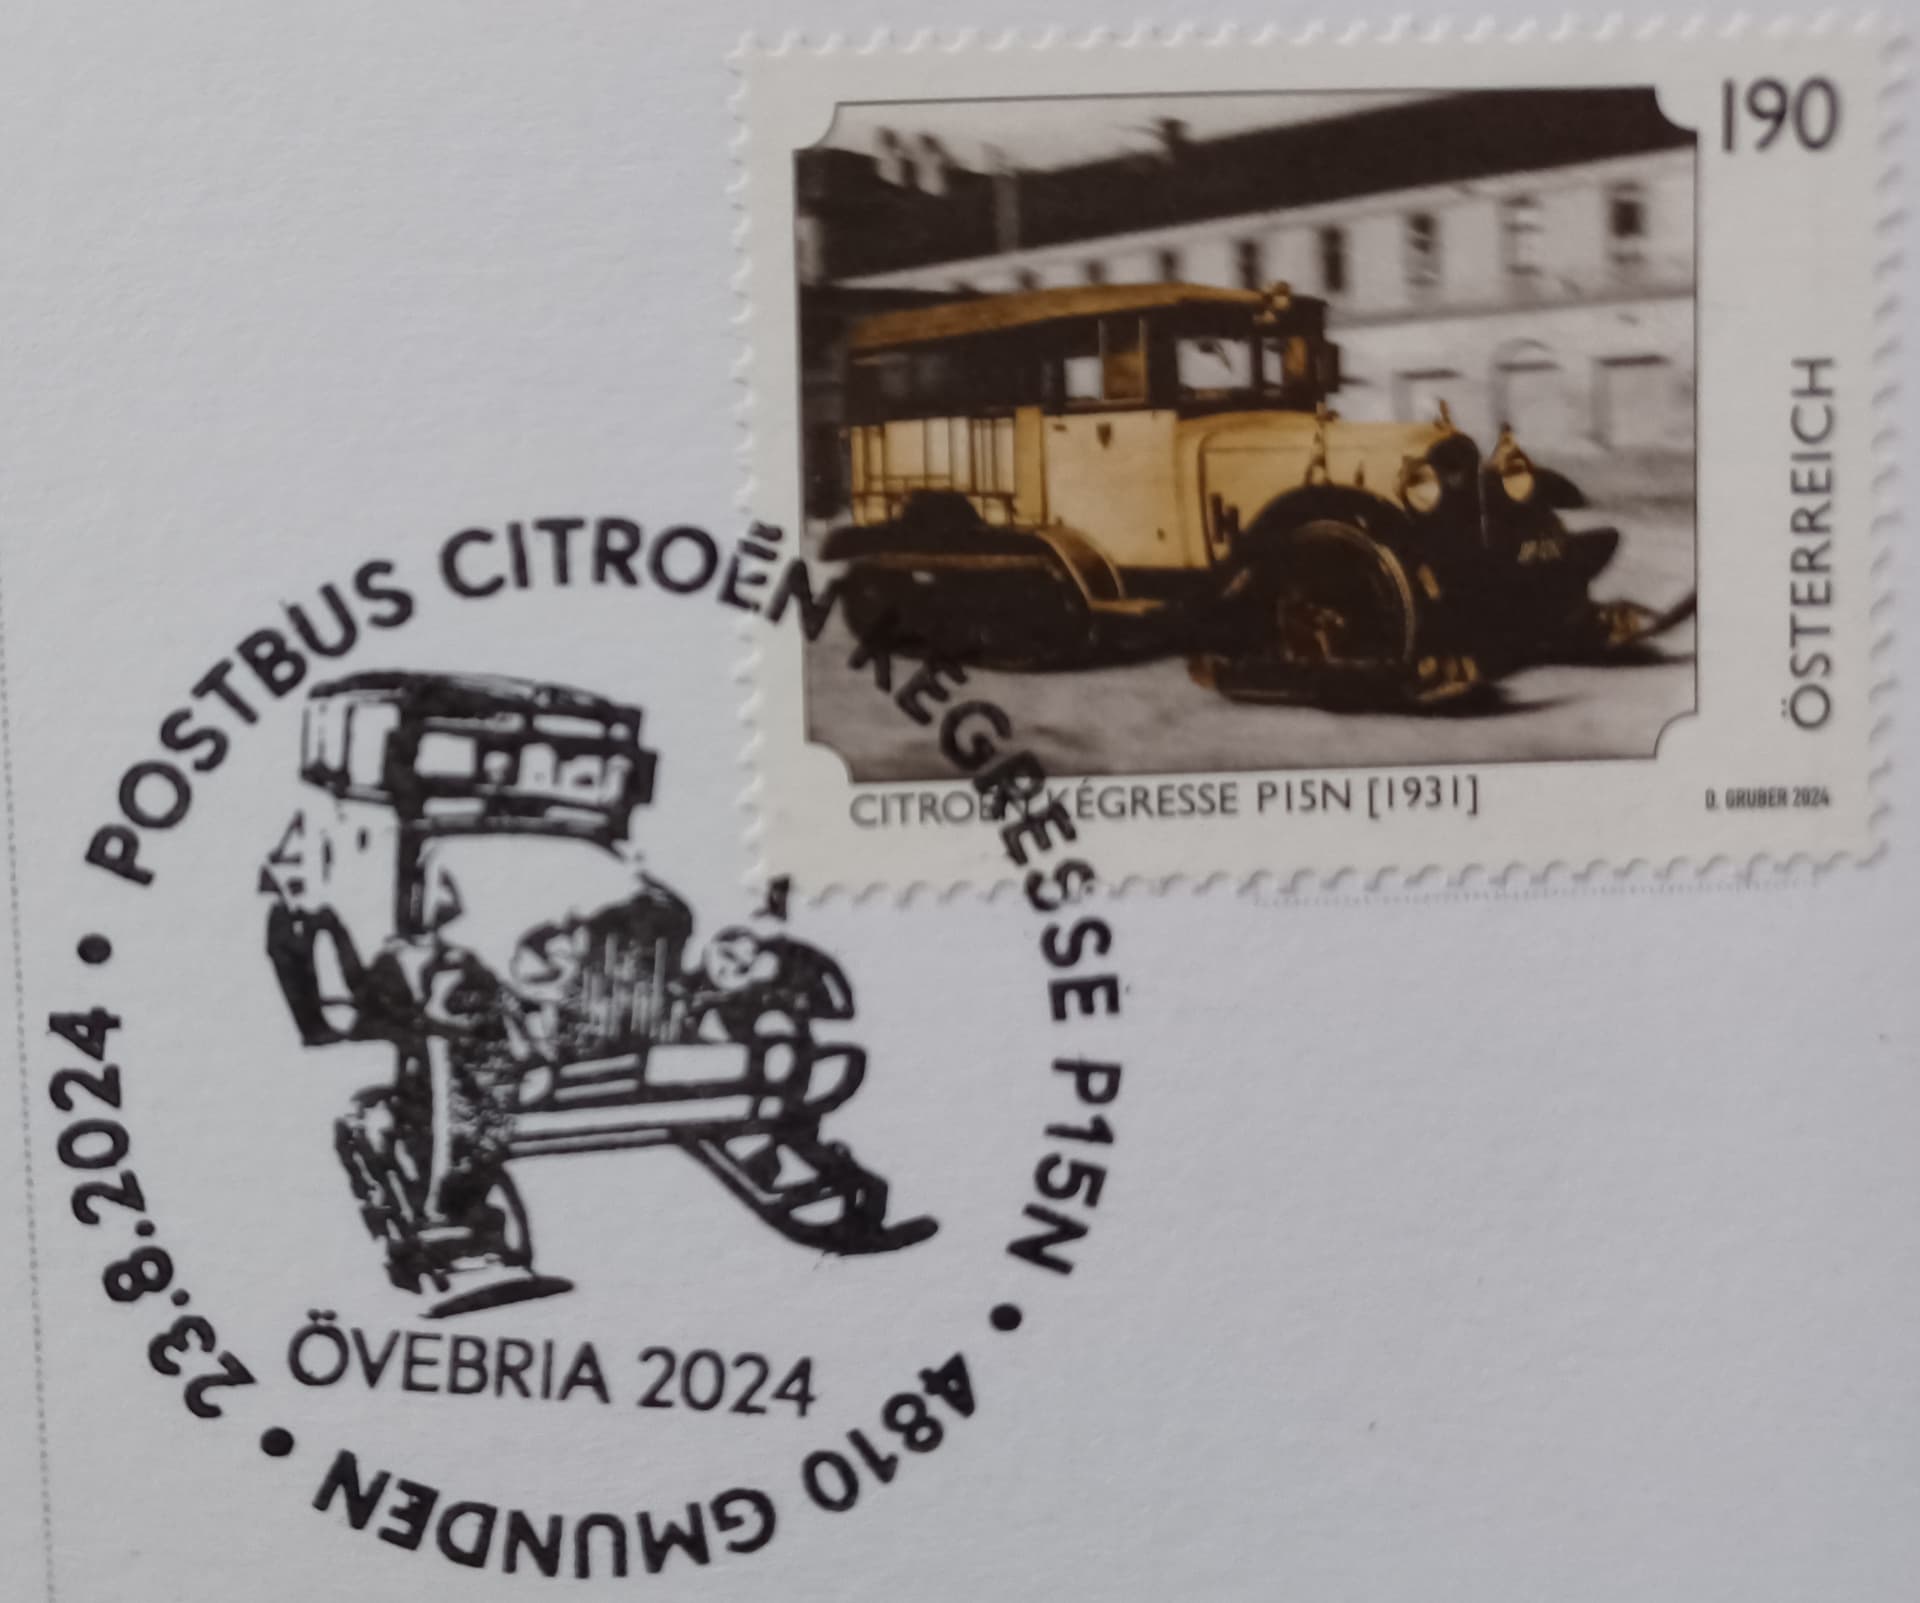 190
ÖSTERREICH
CITROËN KÉGRESSE P15N [1931]
D. GRUBER 2024
POSTBUS CITROËN KÉGRESSE P15N • 4810 GMUNDEN • 23.8.2024 •
ÖVEBRIA 2024